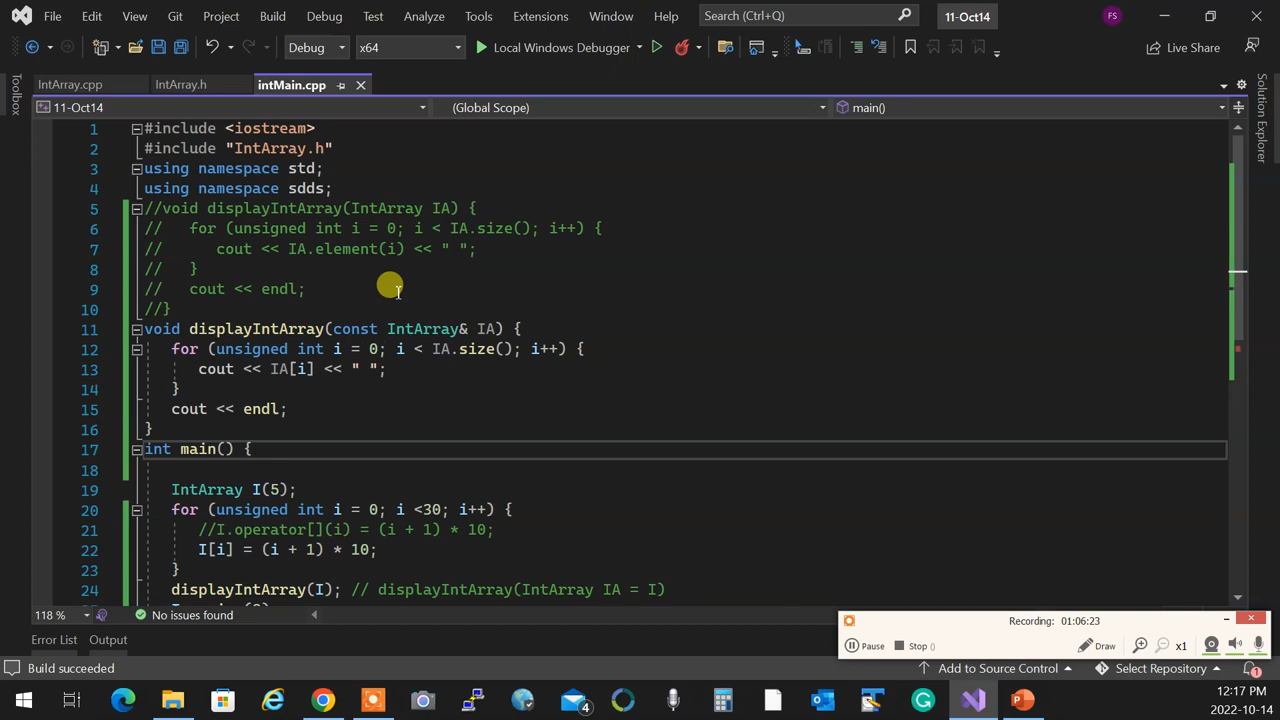 File Edit View Git Project Build Debug Test Analyze Tools Extensions Window Help Search (Ctrl+Q) 11-Oct14 FS
Debug x64 Local Windows Debugger Live Share
IntArray.cpp IntArray.h intMain.cpp
11-Oct14 (Global Scope) main()
Toolbox
Solution Explorer
1 #include <iostream>
2 #include "IntArray.h"
3 using namespace std;
4 using namespace sdds;
5 //void displayIntArray(IntArray IA) {
6 // for (unsigned int i = 0; i < IA.size(); i++) {
7 // cout << IA.element(i) << " ";
8 // }
9 // cout << endl;
10 //}
11 void displayIntArray(const IntArray& IA) {
12 for (unsigned int i = 0; i < IA.size(); i++) {
13 cout << IA[i] << " ";
14 }
15 cout << endl;
16 }
17 int main() {
18
19 IntArray I(5);
20 for (unsigned int i = 0; i <30; i++) {
21 //I.operator[](i) = (i + 1) * 10;
22 I[i] = (i + 1) * 10;
23 }
24 displayIntArray(I); // displayIntArray(IntArray IA = I)
118 % No issues found
Recording: 01:06:23
Pause Stop () Draw x1
Error List Output
Build succeeded Add to Source Control Select Repository 1
4
12:17 PM
2022-10-14